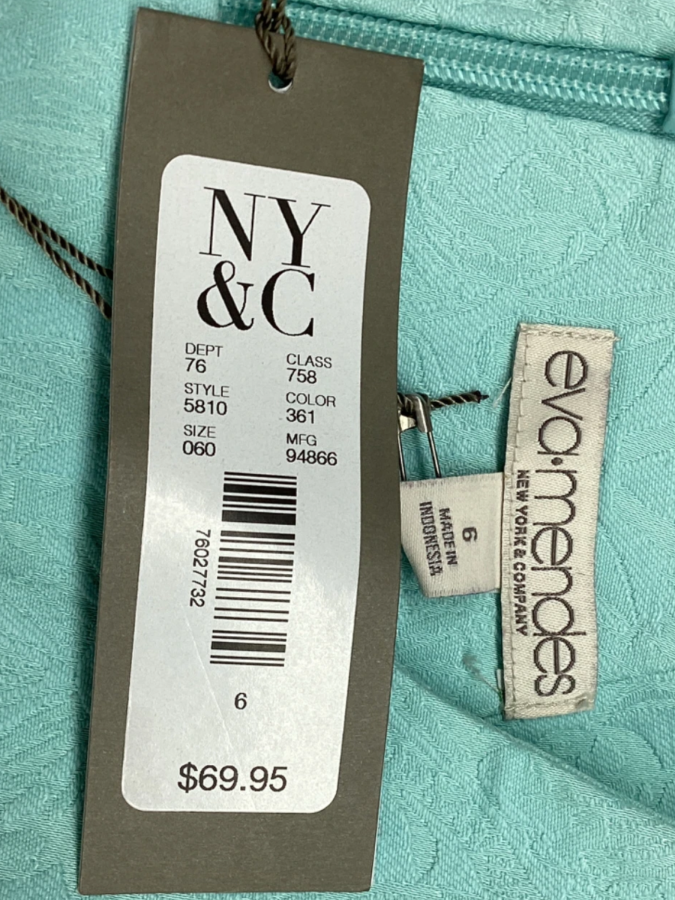 NY
&C
DEPT CLASS
76 758
STYLE COLOR
5810 361
SIZE MFG
060 94866
76027732
6
$69.95
6
MADE IN
INDONESIA
eva•mendes
NEW YORK & COMPANY